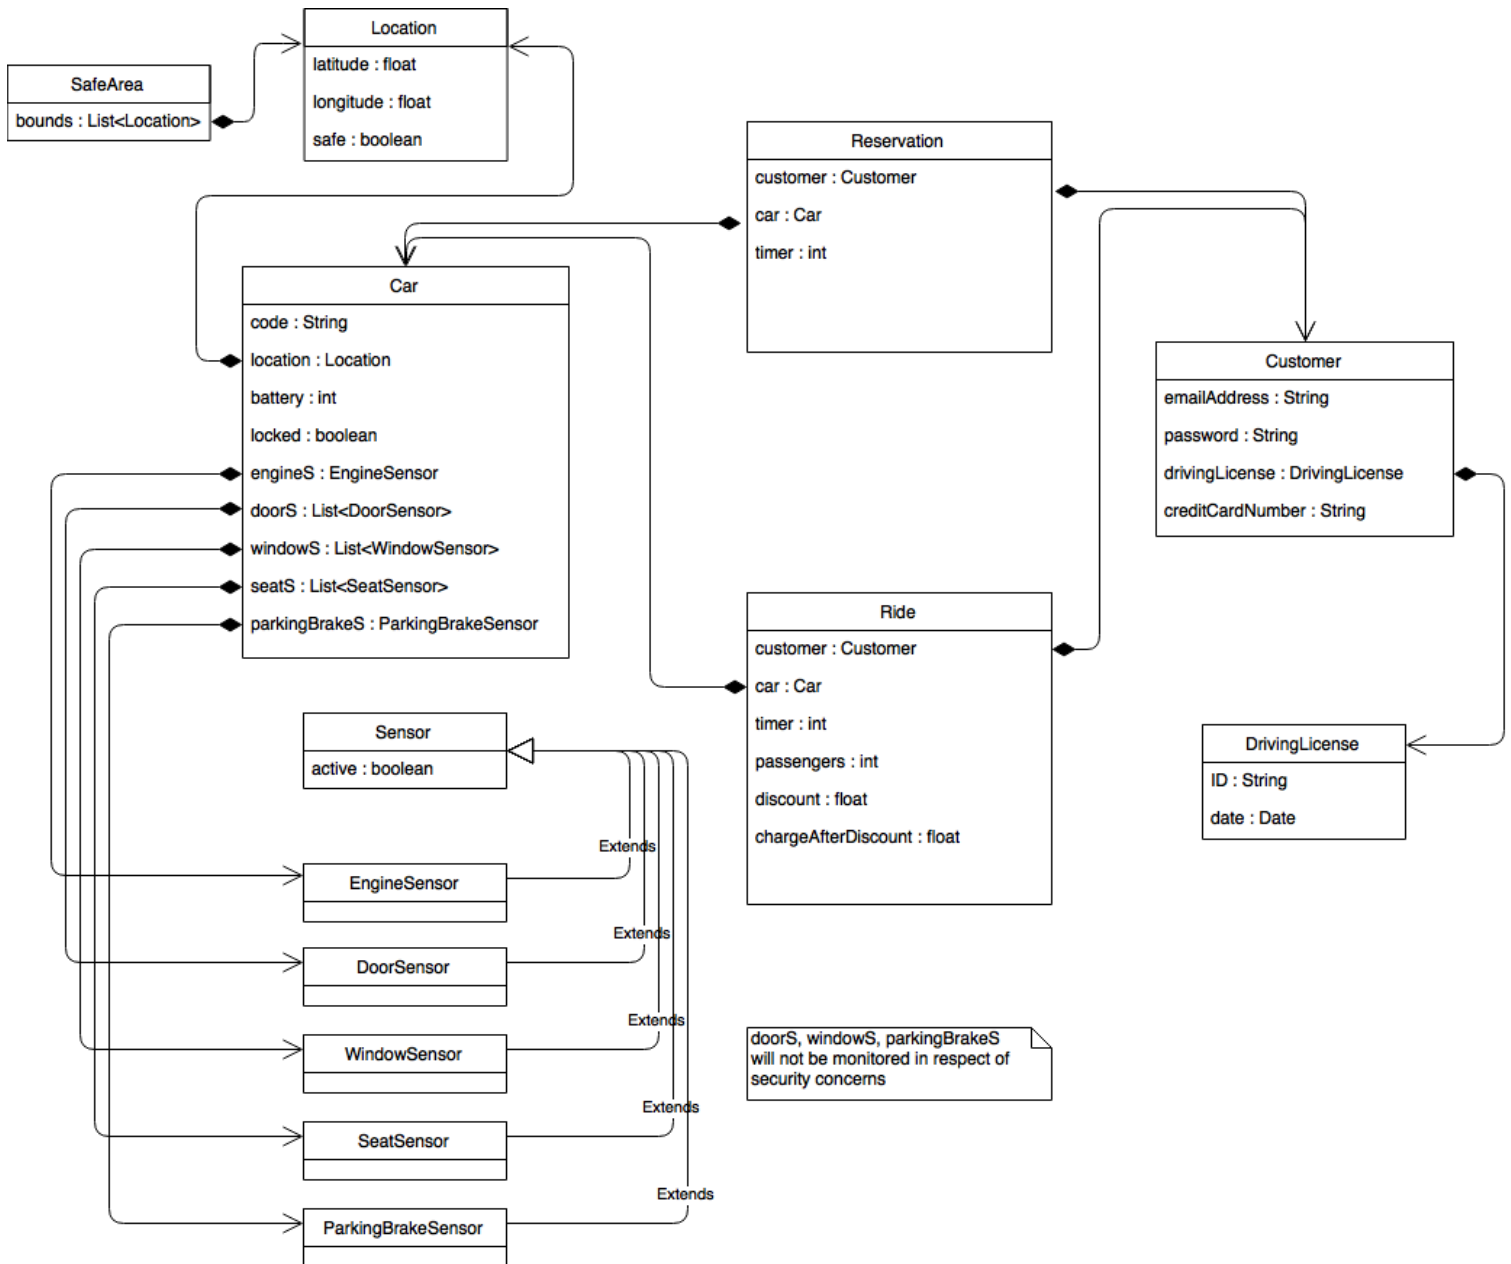 Location
latitude : float
longitude : float
safe : boolean
SafeArea
bounds : List<Location>
Reservation
customer : Customer
car : Car
timer : int
Car
code : String
location : Location
battery : int
locked : boolean
engineS : EngineSensor
doorS : List<DoorSensor>
windowS : List<WindowSensor>
seatS : List<SeatSensor>
parkingBrakeS : ParkingBrakeSensor
Customer
emailAddress : String
password : String
drivingLicense : DrivingLicense
creditCardNumber : String
Ride
customer : Customer
car : Car
timer : int
passengers : int
discount : float
chargeAfterDiscount : float
DrivingLicense
ID : String
date : Date
Sensor
active : boolean
Extends
EngineSensor
Extends
DoorSensor
Extends
WindowSensor
Extends
SeatSensor
Extends
ParkingBrakeSensor
doorS, windowS, parkingBrakeS
will not be monitored in respect of
security concerns